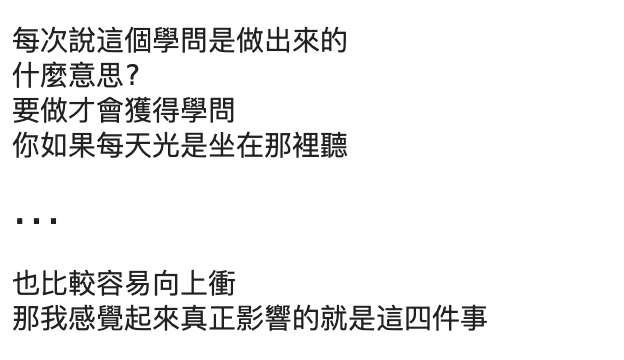 每次說這個學問是做出來的
什麼意思?
要做才會獲得學問
你如果每天光是坐在那裡聽
...
也比較容易向上衝
那我感覺起來真正影響的就是這四件事